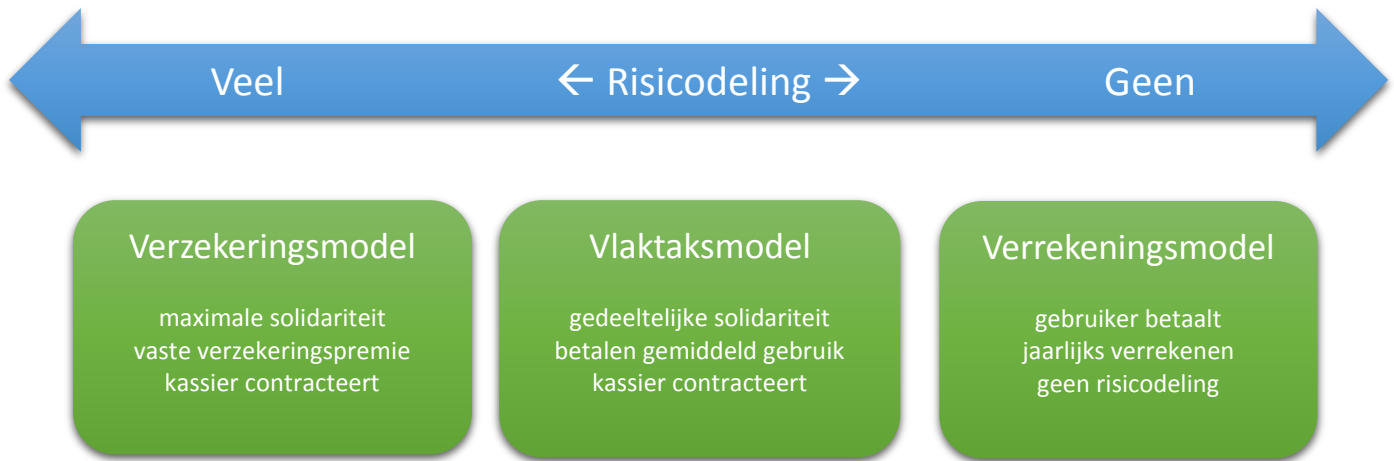 Veel ← Risicodeling → Geen
Verzekeringsmodel
maximale solidariteit
vaste verzekeringspremie
kassier contracteert
Vlaktaksmodel
gedeeltelijke solidariteit
betalen gemiddeld gebruik
kassier contracteert
Verrekeningsmodel
gebruiker betaalt
jaarlijks verrekenen
geen risicodeling